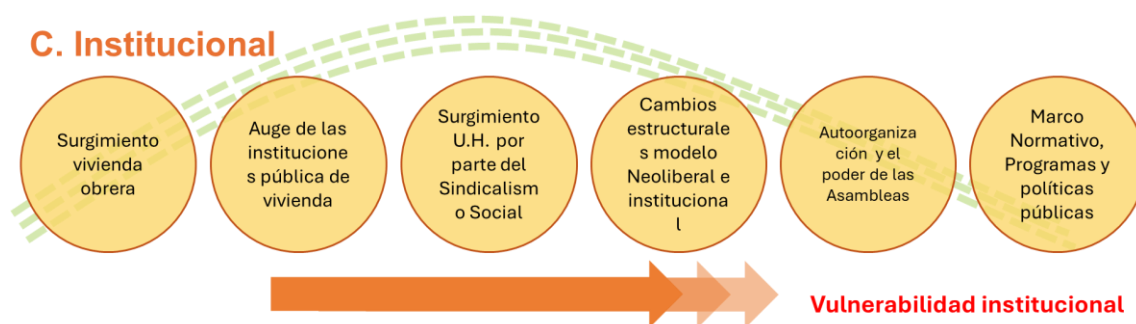 C. Institucional
Surgimiento
vivienda
obrera
Auge de las
institucione
s pública de
vivienda
Surgimiento
U.H. por
parte del
Sindicalism
o Social
Cambios
estructurale
s modelo
Neoliberal e
instituciona
l
Autoorganiza
ción y el
poder de las
Asambleas
Marco
Normativo,
Programas y
políticas
públicas
Vulnerabilidad institucional